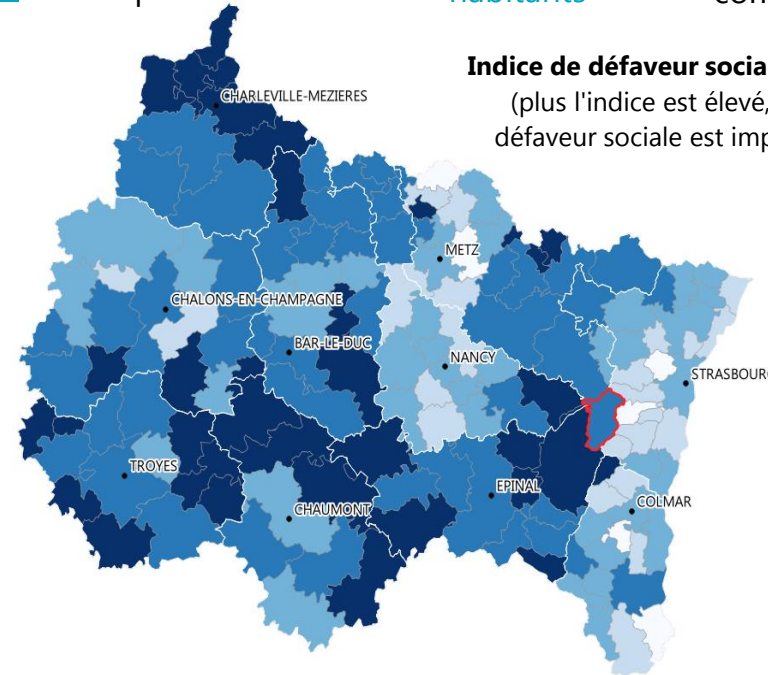 habitants
Indice de défaveur socia
(plus l'indice est élevé,
défaveur sociale est imp
CHARLEVILLE-MEZIERES
METZ
CHALONS-EN-CHAMPAGNE
BAR-LE-DUC
NANCY
STRASBOUR
TROYES
EPINAL
CHAUMONT
COLMAR